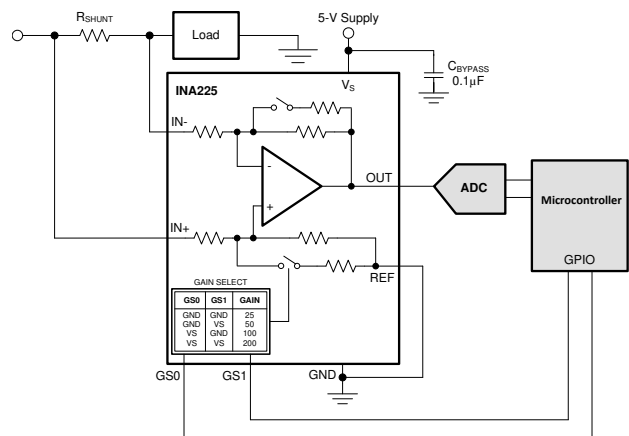 RSHUNT
Load
5-V Supply
CBYPASS
0.1µF
VS
INA225
IN-
-
OUT
ADC
Microcontroller
GPIO
+
IN+
REF
GAIN SELECT
GS0 GS1 GAIN
GND GND 25
GND VS 50
VS GND 100
VS VS 200
GS0 GS1 GND